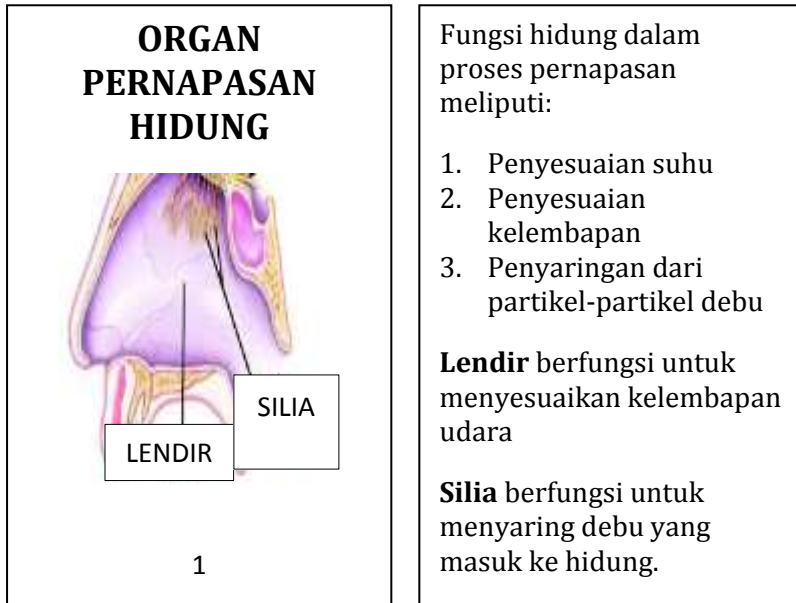 ORGAN
PERNAPASAN
HIDUNG
SILIA
LENDIR
1
Fungsi hidung dalam
proses pernapasan
meliputi:
1. Penyesuaian suhu
2. Penyesuaian
kelembapan
3. Penyaringan dari
partikel-partikel debu
Lendir berfungsi untuk
menyesuaikan kelembapan
udara
Silia berfungsi untuk
menyaring debu yang
masuk ke hidung.